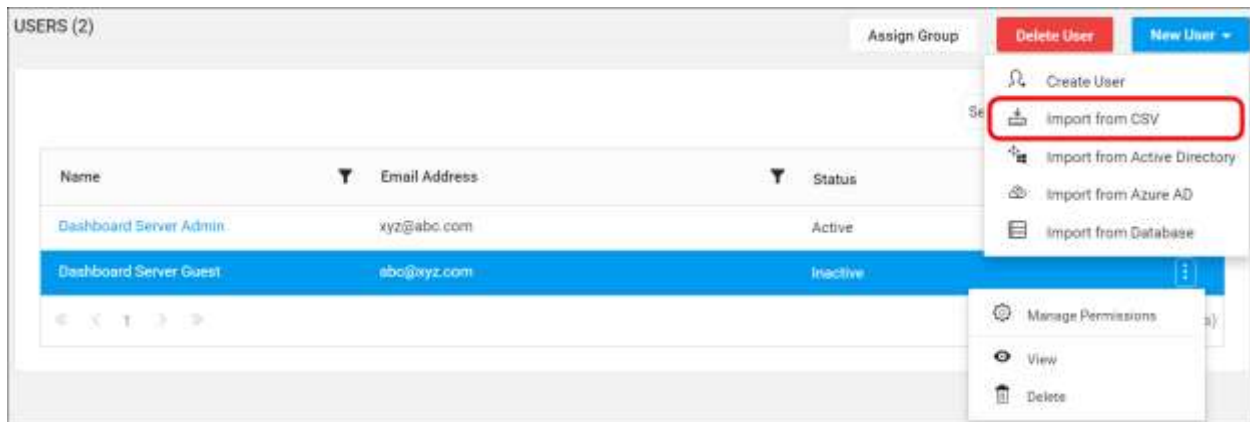 USERS (2)
Assign Group
Delete User
New User
Create User
Se
Import from CSV
Import from Active Directory
Import from Azure AD
Import from Database
Name
Email Address
Status
Dashboard Server Admin
xyz@abc.com
Active
Dashboard Server Guest
abc@xyz.com
Inactive
1
s)
Manage Permissions
View
Delete